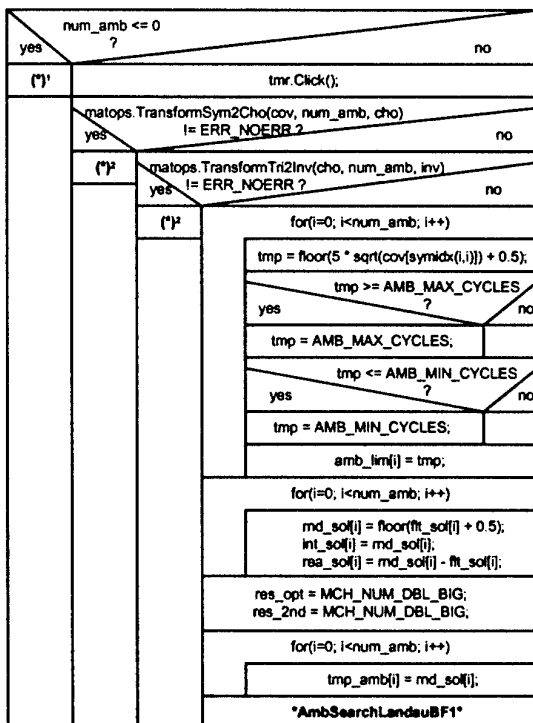 num_amb <= 0
?
yes
no
(*)¹
tmr.Click();
matops.TransformSym2Cho(cov, num_amb, cho)
!= ERR_NOERR ?
yes
no
(*)²
matops.TransformTri2Inv(cho, num_amb, inv)
!= ERR_NOERR ?
yes
no
(*)²
for(i=0; i<num_amb; i++)
tmp = floor(5 * sqrt(cov[symidx(i,i)]) + 0.5);
tmp >= AMB_MAX_CYCLES
?
yes
no
tmp = AMB_MAX_CYCLES;
tmp <= AMB_MIN_CYCLES
?
yes
no
tmp = AMB_MIN_CYCLES;
amb_lim[i] = tmp;
for(i=0; i<num_amb; i++)
rnd_sol[i] = floor(flt_sol[i] + 0.5);
int_sol[i] = rnd_sol[i];
rea_sol[i] = rnd_sol[i] - flt_sol[i];
res_opt = MCH_NUM_DBL_BIG;
res_2nd = MCH_NUM_DBL_BIG;
for(i=0; i<num_amb; i++)
tmp_amb[i] = rnd_sol[i];
*AmbSearchLandauBF1*